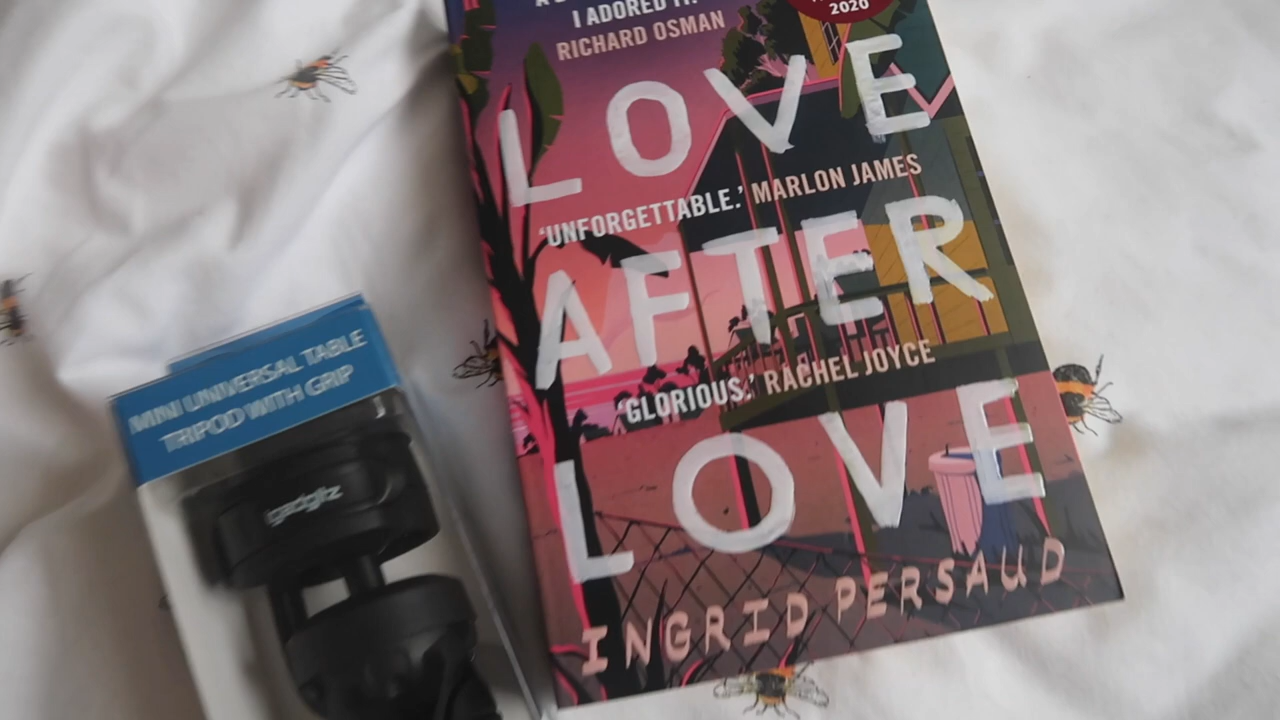 I ADORED IT.'
RICHARD OSMAN
2020
LOVE
'UNFORGETTABLE.' MARLON JAMES
AFTER
'GLORIOUS.' RACHEL JOYCE
LOVE
INGRID PERSAUD
MINI UNIVERSAL TABLE
TRIPOD WITH GRIP
gadgitz